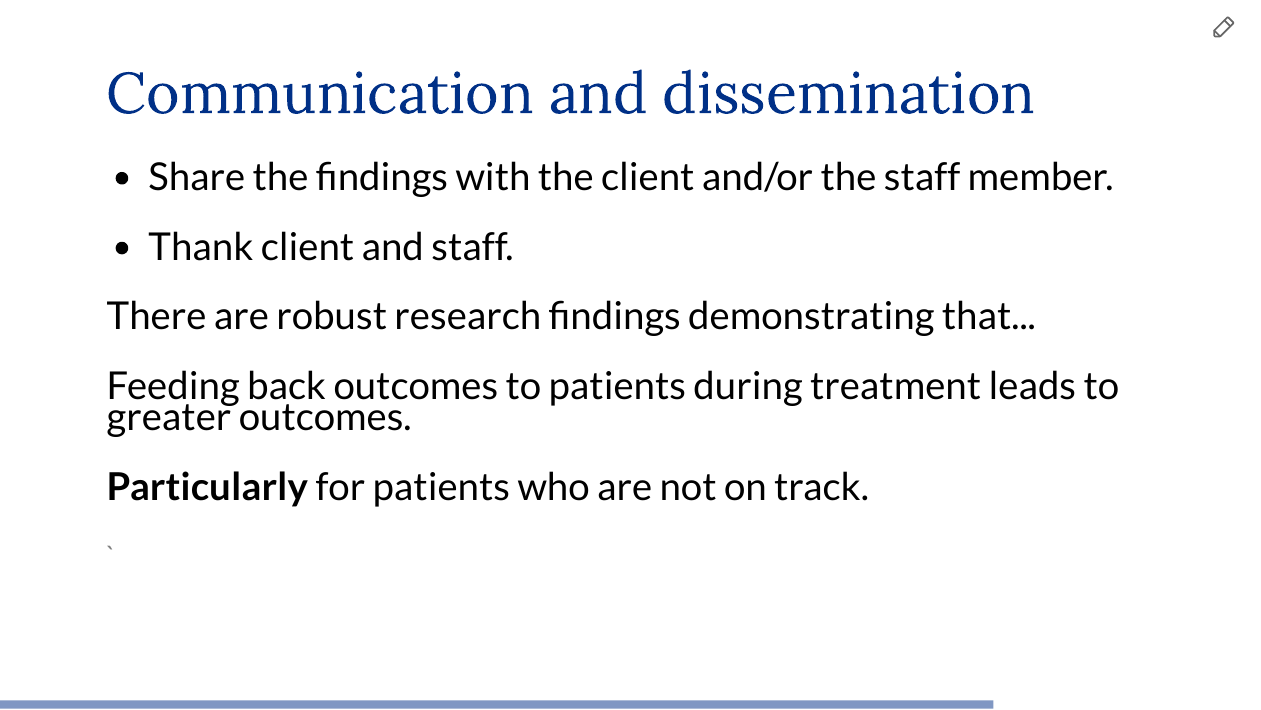 Communication and dissemination
• Share the findings with the client and/or the staff member.
• Thank client and staff.
There are robust research findings demonstrating that...
Feeding back outcomes to patients during treatment leads to
greater outcomes.
Particularly for patients who are not on track.
`